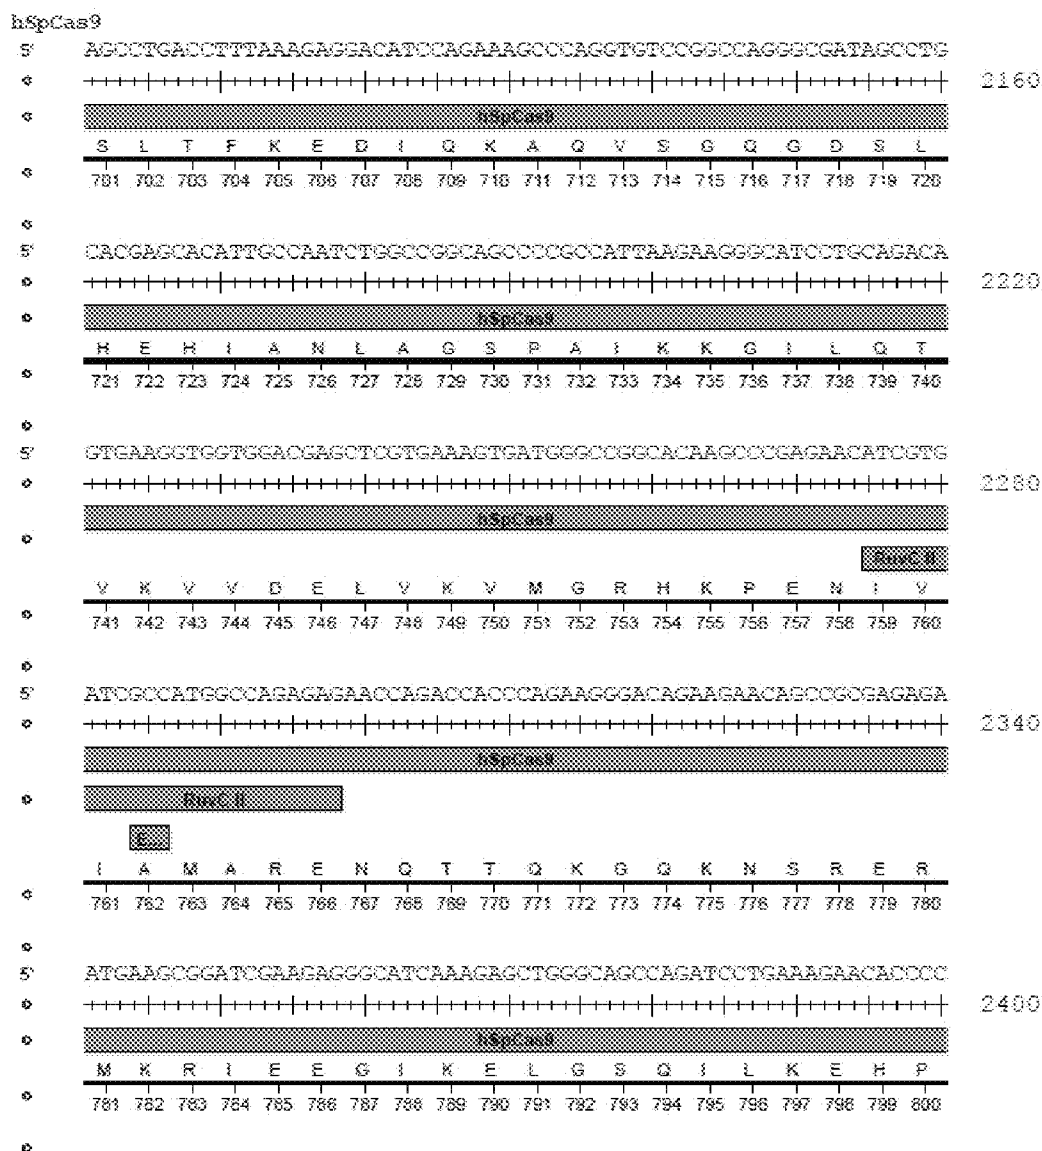 hSpCas9
5' AGCCTGACCTTTAAAGAGGACATCCAGAAAGCCCAGGTGTCCGGCCAGGGCGATAGCCTG
2160
hSpCas9
S L T F K E D I Q K A Q V S G Q G D S L
701 702 703 704 705 706 707 708 709 710 711 712 713 714 715 716 717 718 719 720
5' CACGAGCACATTGCCAATCTGGCCGGCAGCCCCGCCATTAAGAAGGGCATCCTGCAGACA
2220
hSpCas9
H E H I A N L A G S P A I K K G I L Q T
721 722 723 724 725 726 727 728 729 730 731 732 733 734 735 736 737 738 739 740
5' GTGAAGGTGGTGGACGAGCTCGTGAAAGTGATGGGCCGGCACAAGCCCGAGAACATCGTG
2280
hSpCas9
RuvC II
V K V V D E L V K V M G R H K P E N I V
741 742 743 744 745 746 747 748 749 750 751 752 753 754 755 756 757 758 759 760
5' ATCGCCATGGCCAGAGAGAACCAGACCACCCAGAAGGGACAGAAGAACAGCCGCGAGAGA
2340
hSpCas9
RuvC II
E...
I A M A R E N Q T T Q K G Q K N S R E R
761 762 763 764 765 766 767 768 769 770 771 772 773 774 775 776 777 778 779 780
5' ATGAAGCGGATCGAAGAGGGCATCAAAGAGCTGGGCAGCCAGATCCTGAAAGAACACCCC
2400
hSpCas9
M K R I E E G I K E L G S Q I L K E H P
781 782 783 784 785 786 787 788 789 790 791 792 793 794 795 796 797 798 799 800